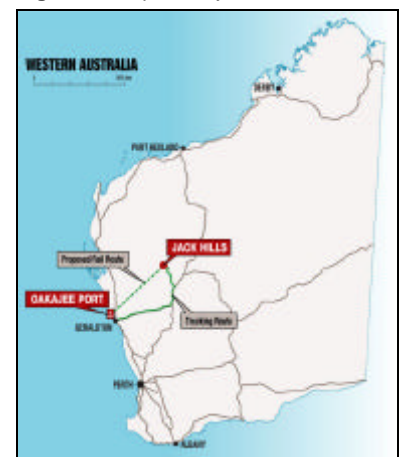 WESTERN AUSTRALIA
DERBY
PORT HEDLAND
JACK HILLS
Proposed Rail Route
OAKAJEE PORT
GERALDTON
Trucking Route
PERTH
ALBANY